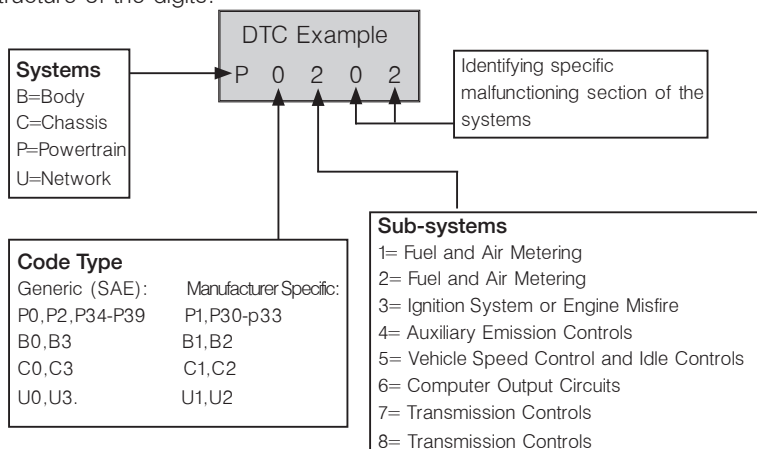 structure of the digits:
DTC Example
P 0 2 0 2
Systems
B=Body
C=Chassis
P=Powertrain
U=Network
Identifying specific
malfunctioning section of the
systems
Code Type
Generic (SAE): Manufacturer Specific:
P0,P2,P34-P39 P1,P30-p33
B0,B3 B1,B2
C0,C3 C1,C2
U0,U3. U1,U2
Sub-systems
1= Fuel and Air Metering
2= Fuel and Air Metering
3= Ignition System or Engine Misfire
4= Auxiliary Emission Controls
5= Vehicle Speed Control and Idle Controls
6= Computer Output Circuits
7= Transmission Controls
8= Transmission Controls